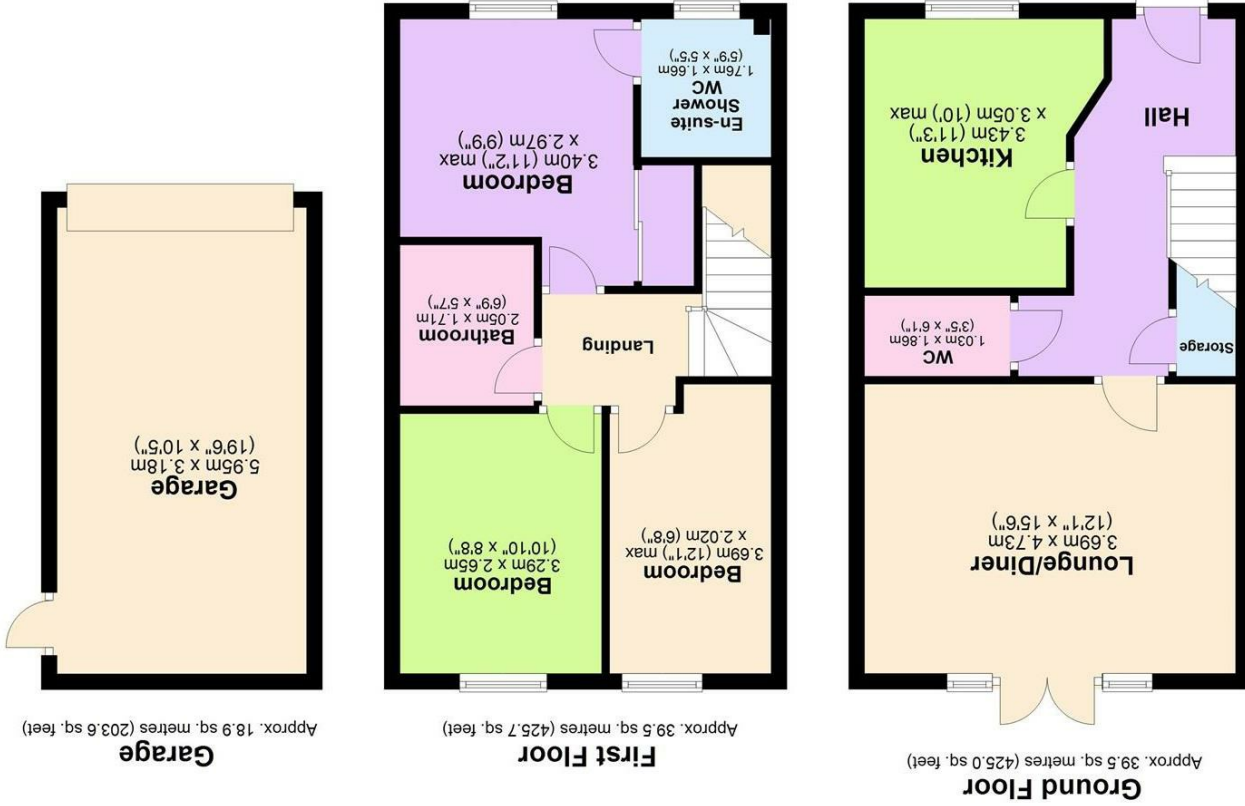 Ground Floor
Approx. 39.5 sq. metres (425.0 sq. feet)
Lounge/Diner
3.69m x 4.73m
(12'1" x 15'6")
Storage
WC
1.03m x 1.86m
(3'5" x 6'1")
Kitchen
3.43m (11'3")
x 3.05m (10') max
Hall
First Floor
Approx. 39.5 sq. metres (425.7 sq. feet)
Bedroom
3.69m (12'1") max
x 2.02m (6'8")
Bedroom
3.29m x 2.65m
(10'10" x 8'8")
Landing
Bathroom
2.05m x 1.71m
(6'9" x 5'7")
Bedroom
3.40m (11'2") max
x 2.97m (9'9")
En-suite
Shower
WC
1.76m x 1.66m
(5'9" x 5'5")
Garage
Approx. 18.9 sq. metres (203.6 sq. feet)
Garage
5.95m x 3.18m
(19'6" x 10'5")